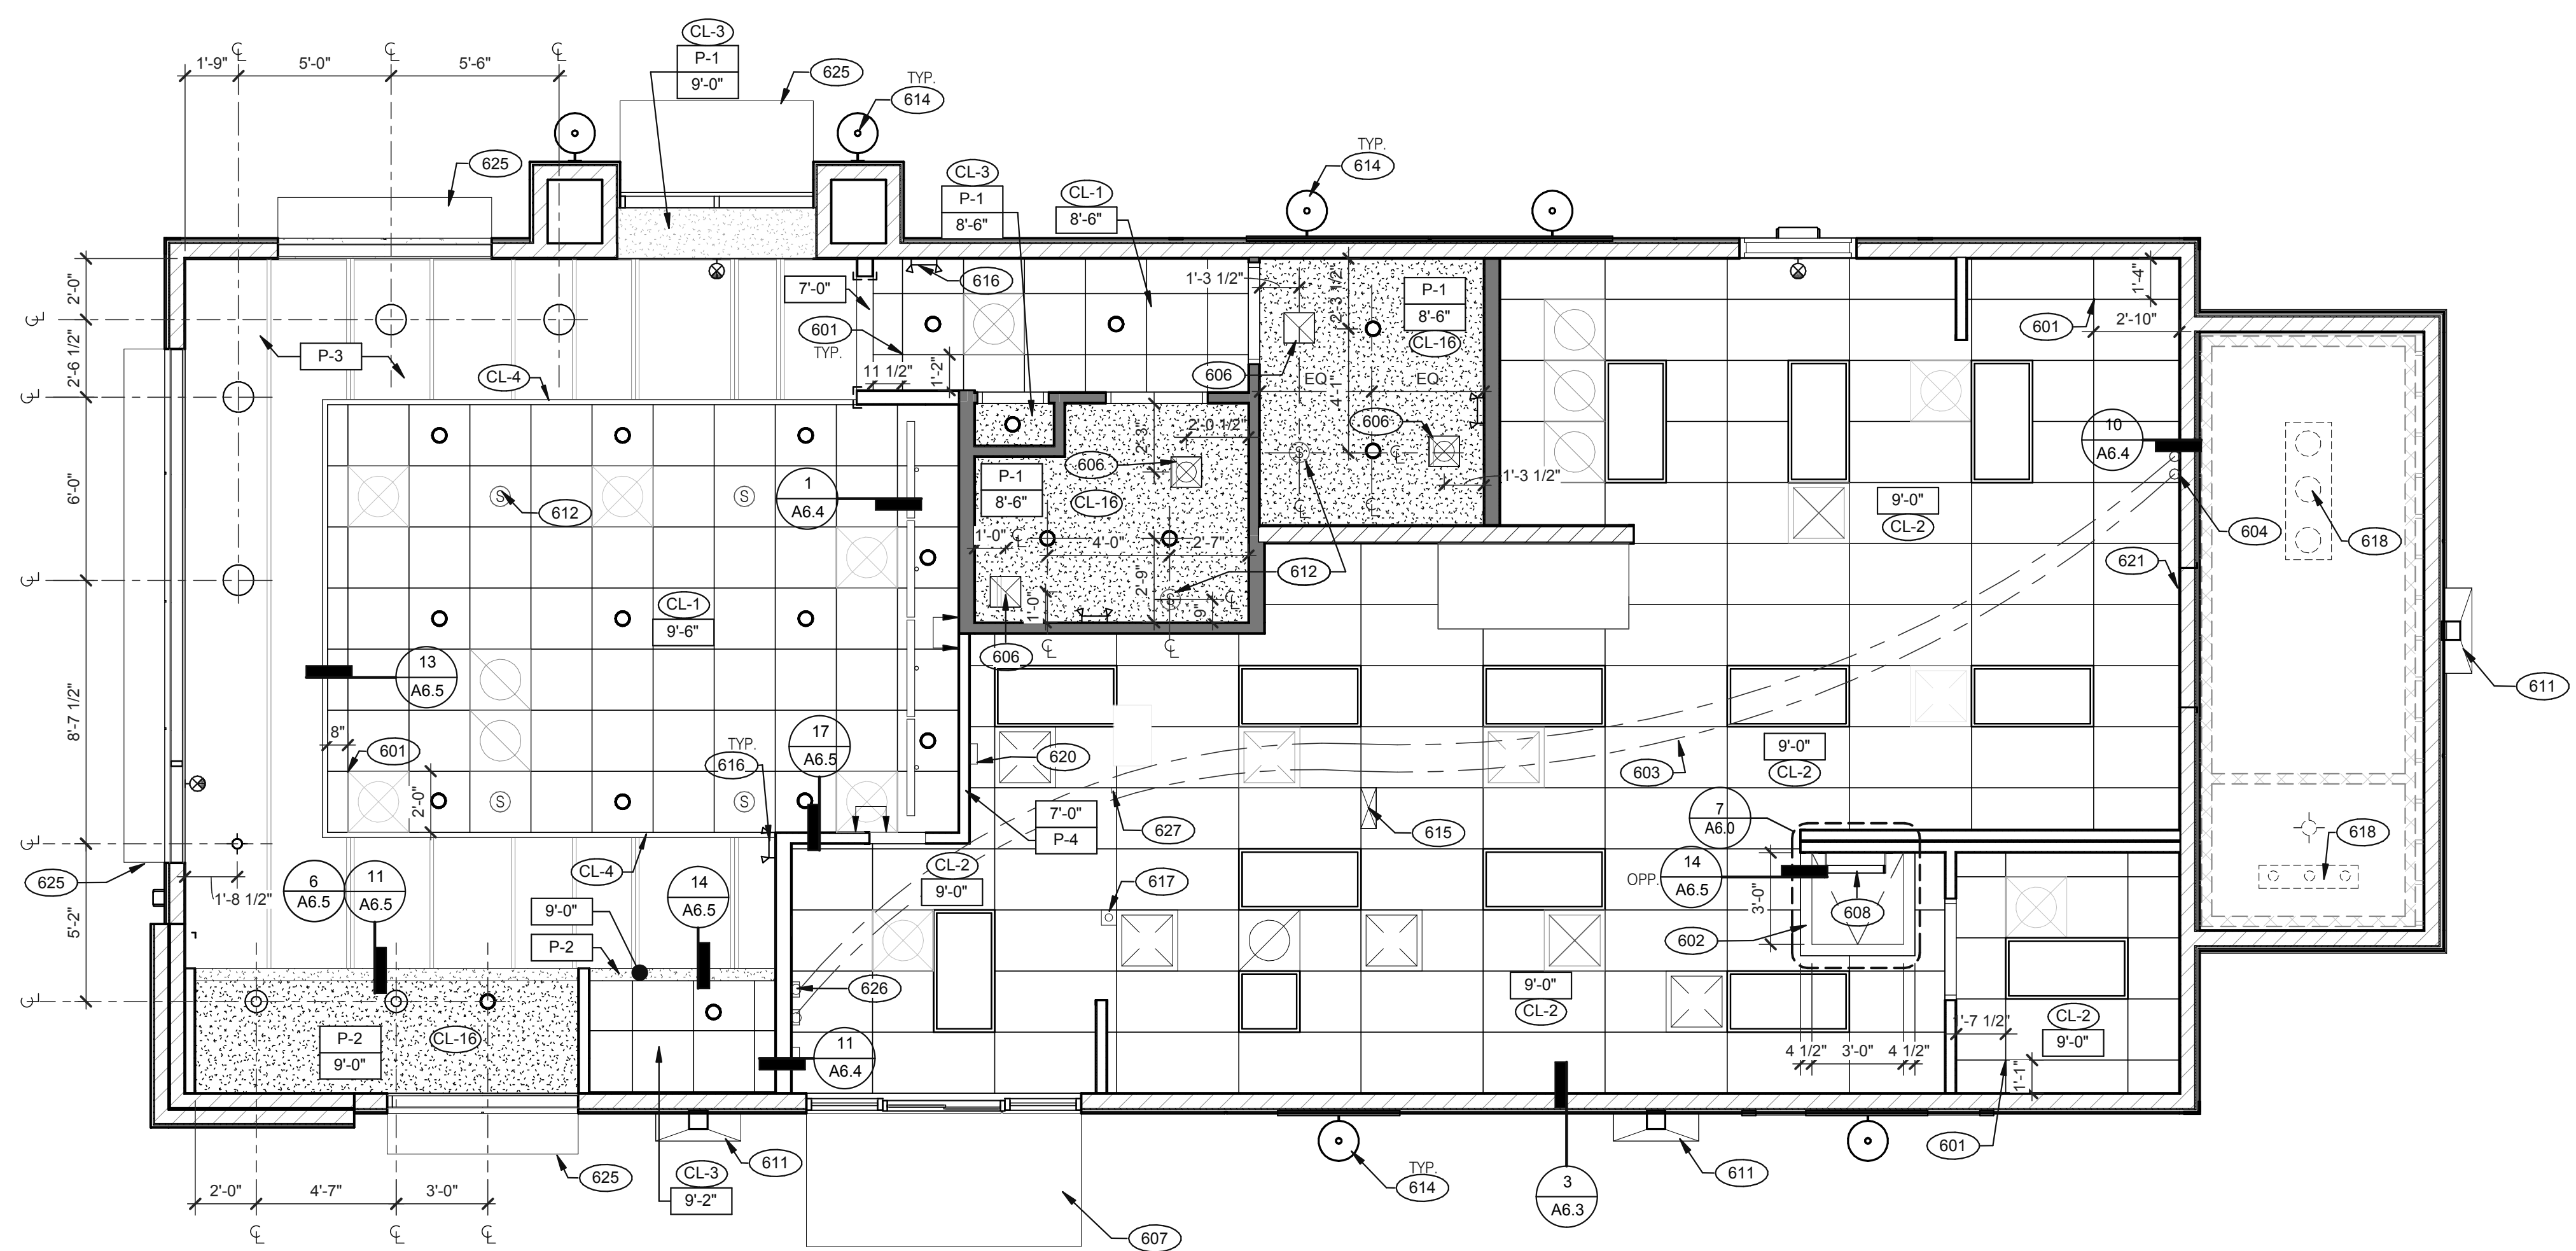 CL-3
P-1
9'-0"
625
TYP.
614
1'-9"
5'-0"
5'-6"
TYP.
614
625
CL-3
P-1
8'-6"
CL-1
8'-6"
2'-0"
2'-6 1/2"
6'-0"
8'-7 1/2"
5'-2"
P-3
CL-4
7'-0"
601
TYP.
616
11 1/2"
1'-2"
1'-3 1/2"
2'-3 1/2"
P-1
8'-6"
CL-16
606
EQ
EQ
4'-1"
606
1'-3 1/2"
601
1'-4"
2'-10"
10
A6.4
9'-0"
CL-2
604
618
621
611
612
1
A6.4
P-1
8'-6"
CL-16
606
2'-3"
2'-0 1/2"
1'-0"
4'-0"
2'-7"
2'-9"
1'-0"
9"
612
606
S
S
S
S
S
S
CL-1
9'-6"
13
A6.5
8"
601
2'-0"
17
A6.5
TYP.
616
620
7'-0"
P-4
627
603
9'-0"
CL-2
615
7
A6.0
14
A6.5
OPP.
3'-0"
608
602
618
625
1'-8 1/2"
6
A6.5
11
A6.5
CL-4
14
A6.5
9'-0"
P-2
CL-2
9'-0"
617
626
11
A6.4
P-2
9'-0"
CL-16
9'-0"
CL-2
4 1/2"
3'-0"
4 1/2"
1'-7 1/2"
1'-1"
CL-2
9'-0"
601
2'-0"
4'-7"
3'-0"
625
CL-3
9'-2"
611
607
TYP.
614
3
A6.3
611